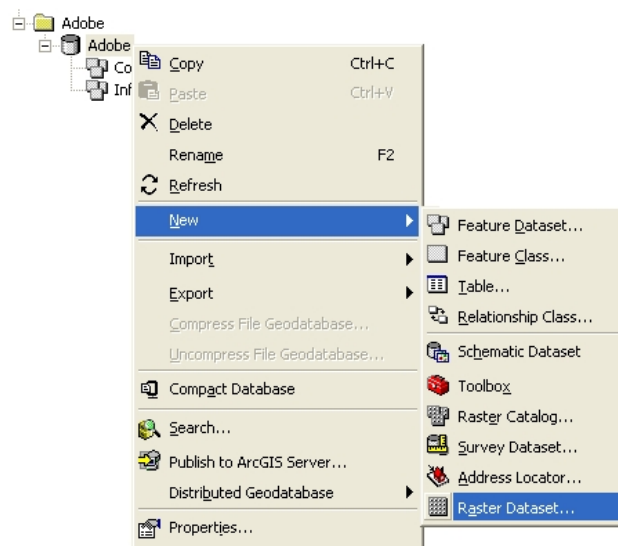 Adobe
Adobe
Co
Inf
Copy Ctrl+C
Paste Ctrl+V
Delete
Rename F2
Refresh
New
Import
Export
Compress File Geodatabase...
Uncompress File Geodatabase...
Compact Database
Search...
Publish to ArcGIS Server...
Distributed Geodatabase
Properties...
Feature Dataset...
Feature Class...
Table...
Relationship Class...
Schematic Dataset
Toolbox
Raster Catalog...
Survey Dataset...
Address Locator...
Raster Dataset...